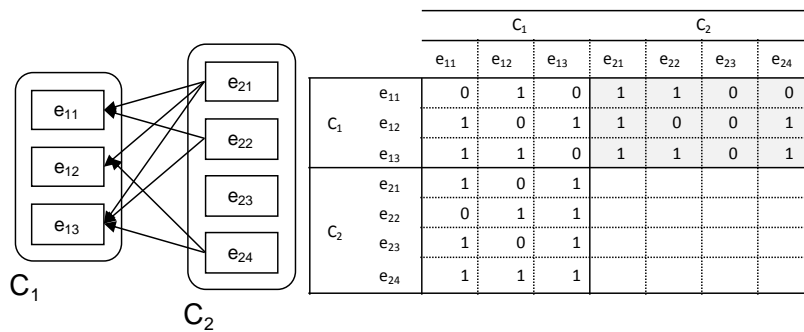 e11
e12
e13
C1
e21
e22
e23
e24
C2
C1 C2
e11 e12 e13 e21 e22 e23 e24
C1
e11 0 1 0 1 1 0 0
e12 1 0 1 1 0 0 1
e13 1 1 0 1 1 0 1
C2
e21 1 0 1
e22 0 1 1
e23 1 0 1
e24 1 1 1